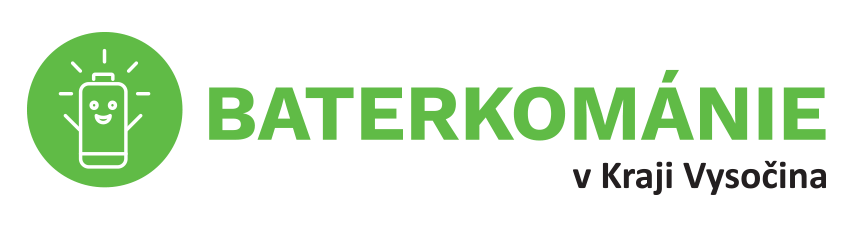 BATERKOMÁNIE
v Kraji Vysočina